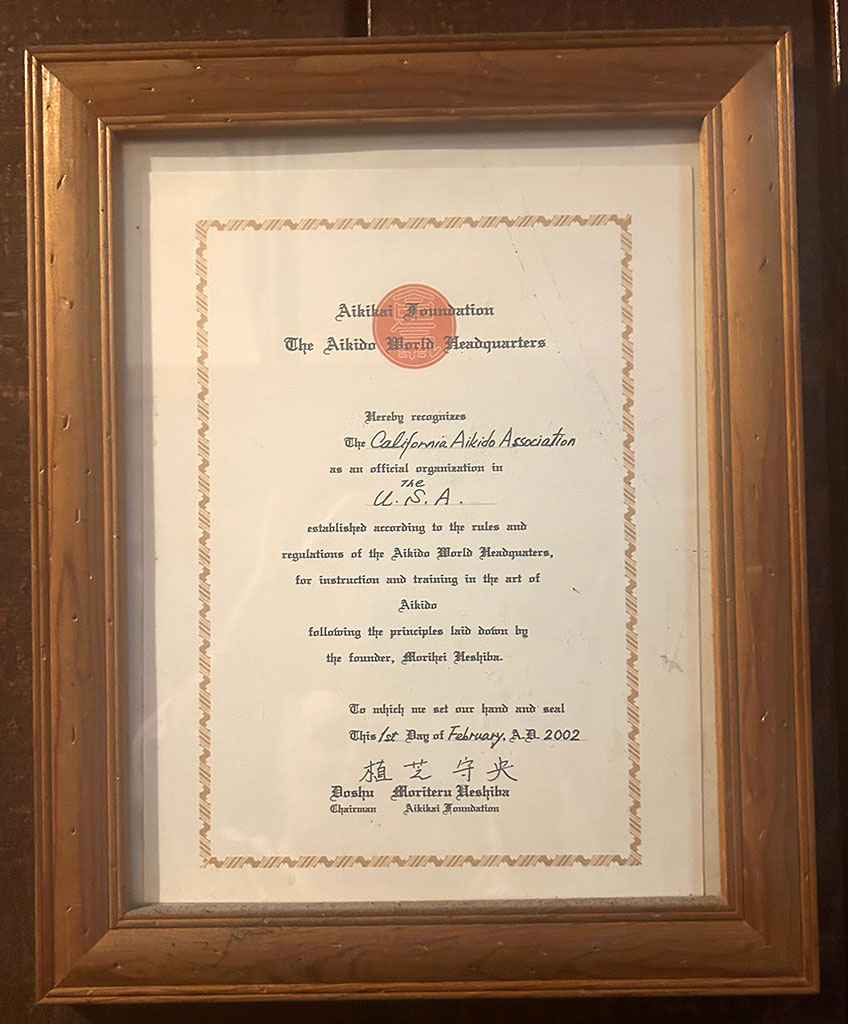 Aikikai Foundation
The Aikido World Headquarters
Hereby recognizes
The California Aikido Association
as an official organization in
The
U.S.A.
established according to the rules and
regulations of the Aikido World Headquaters,
for instruction and training in the art of
Aikido
following the principles laid down by
the founder, Morihei Ueshiba.
To which we set our hand and seal
This 1st Day of February, A.D. 2002
植芝守央
Doshu Moriteru Ueshiba
Chairman Aikikai Foundation